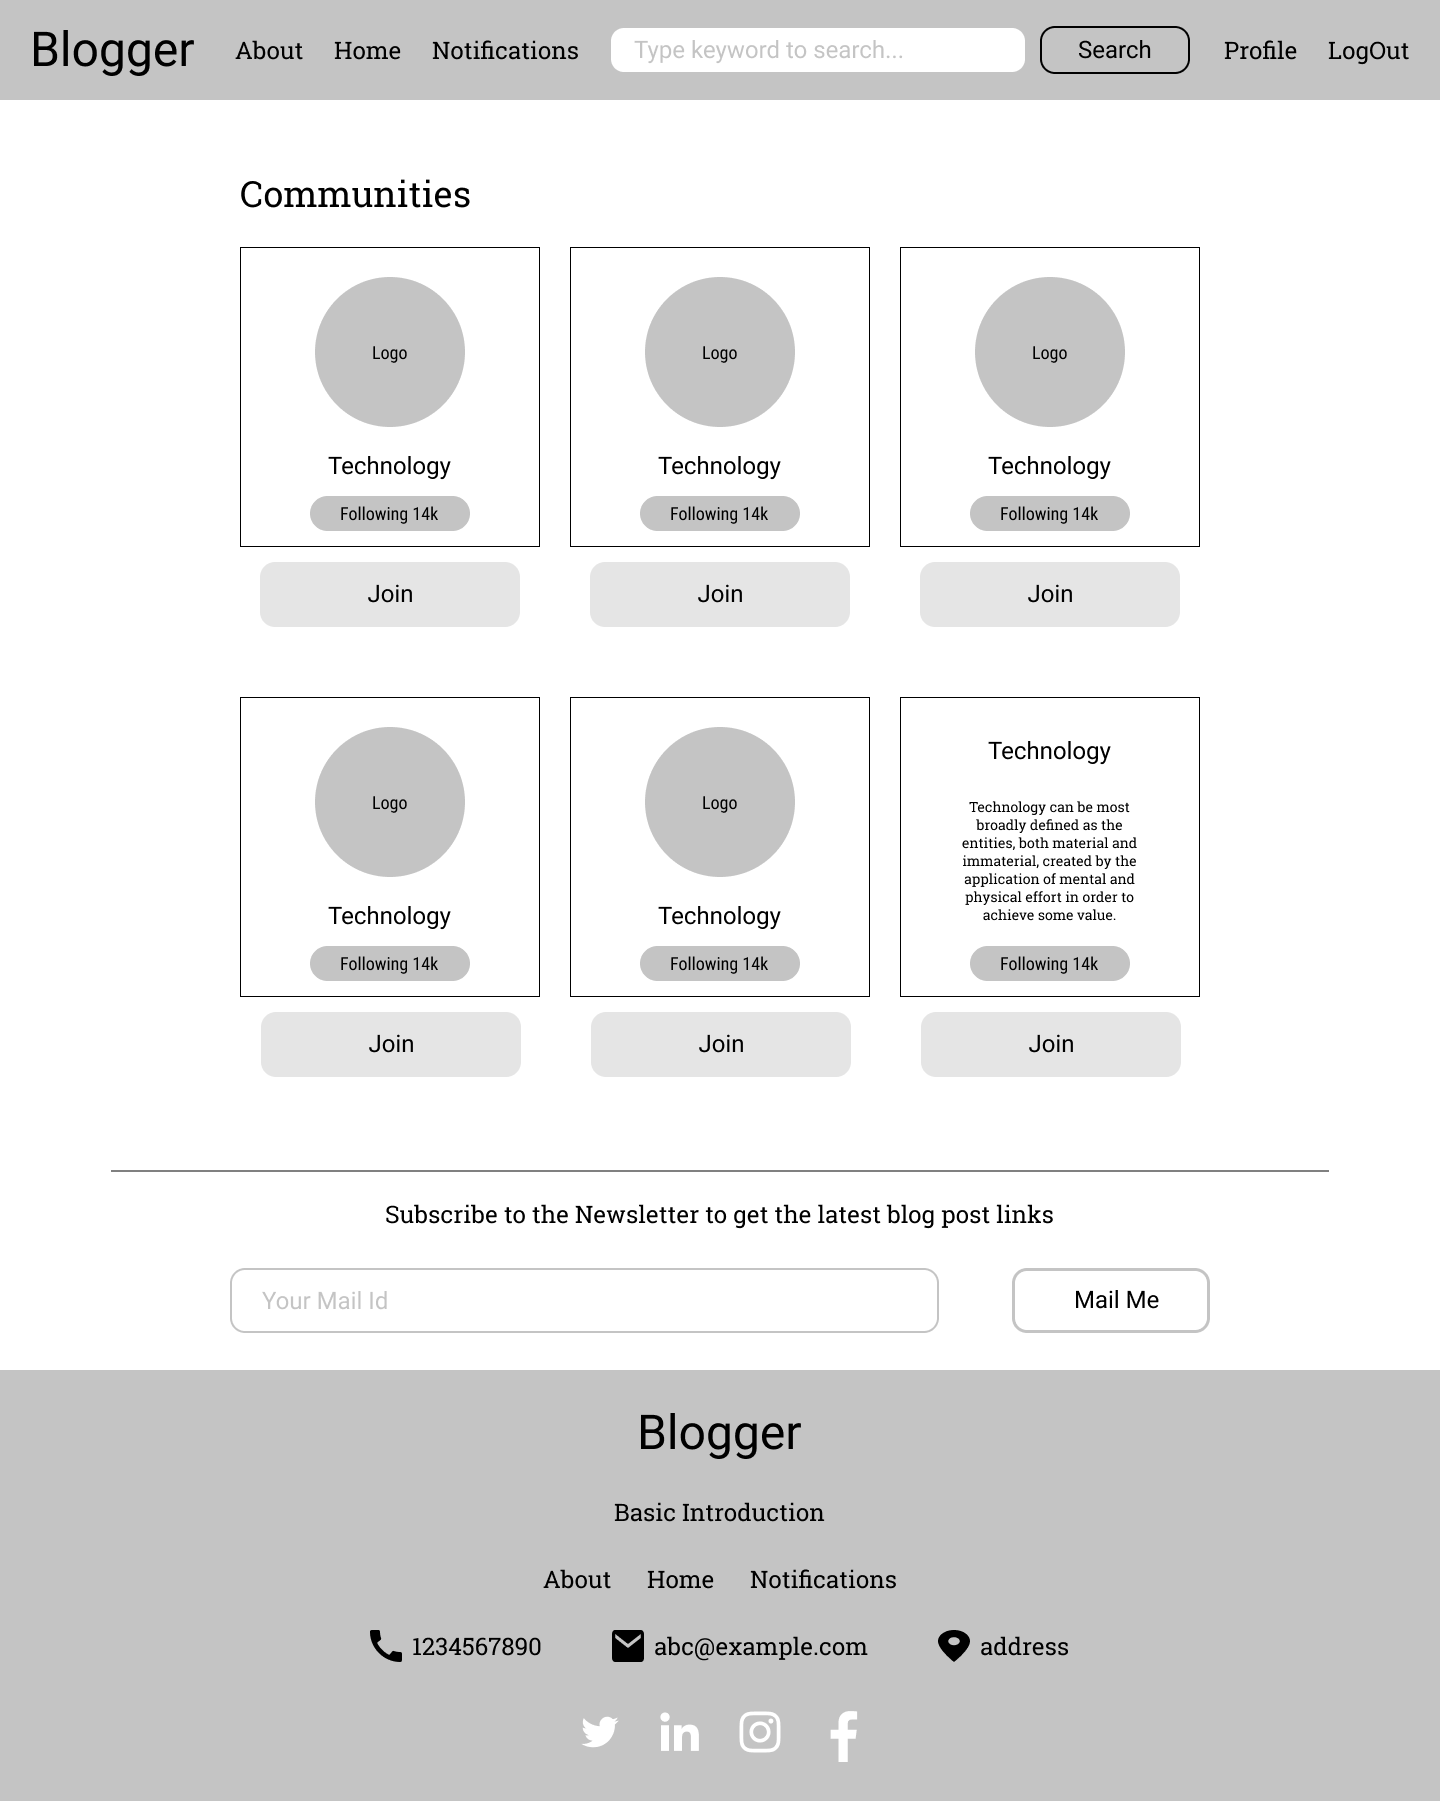 Blogger About Home Notifications Type keyword to search... Search Profile LogOut
Communities
Logo Logo Logo
Technology Technology Technology
Following 14k Following 14k Following 14k
Join Join Join
Logo
Technology
Following 14k
Join
Logo
Technology
Following 14k
Join
Technology
Technology can be most
broadly defined as the
entities, both material and
immaterial, created by the
application of mental and
physical effort in order to
achieve some value.
Following 14k
Join
Subscribe to the Newsletter to get the latest blog post links
Your Mail Id Mail Me
Blogger
Basic Introduction
About Home Notifications
1234567890 abc@example.com address